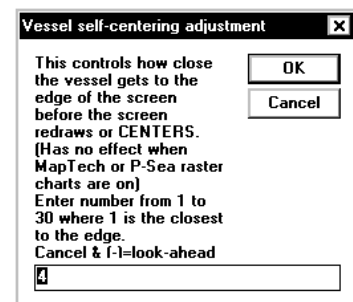 Vessel self-centering adjustment
This controls how close
the vessel gets to the
edge of the screen
before the screen
redraws or CENTERS.
(Has no effect when
MapTech or P-Sea raster
charts are on)
Enter number from 1 to
30 where 1 is the closest
to the edge.
Cancel & (-)=look-ahead
OK
Cancel
4